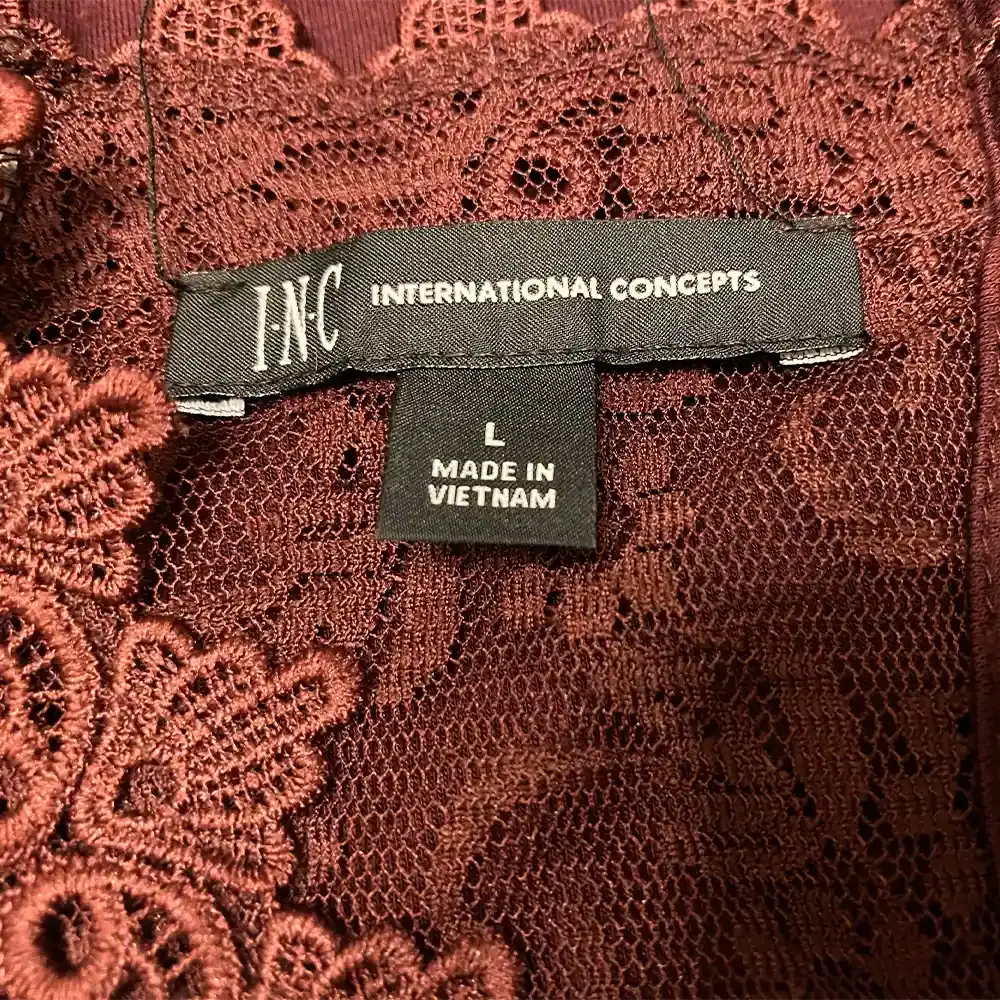 I·N·C INTERNATIONAL CONCEPTS
L
MADE IN
VIETNAM